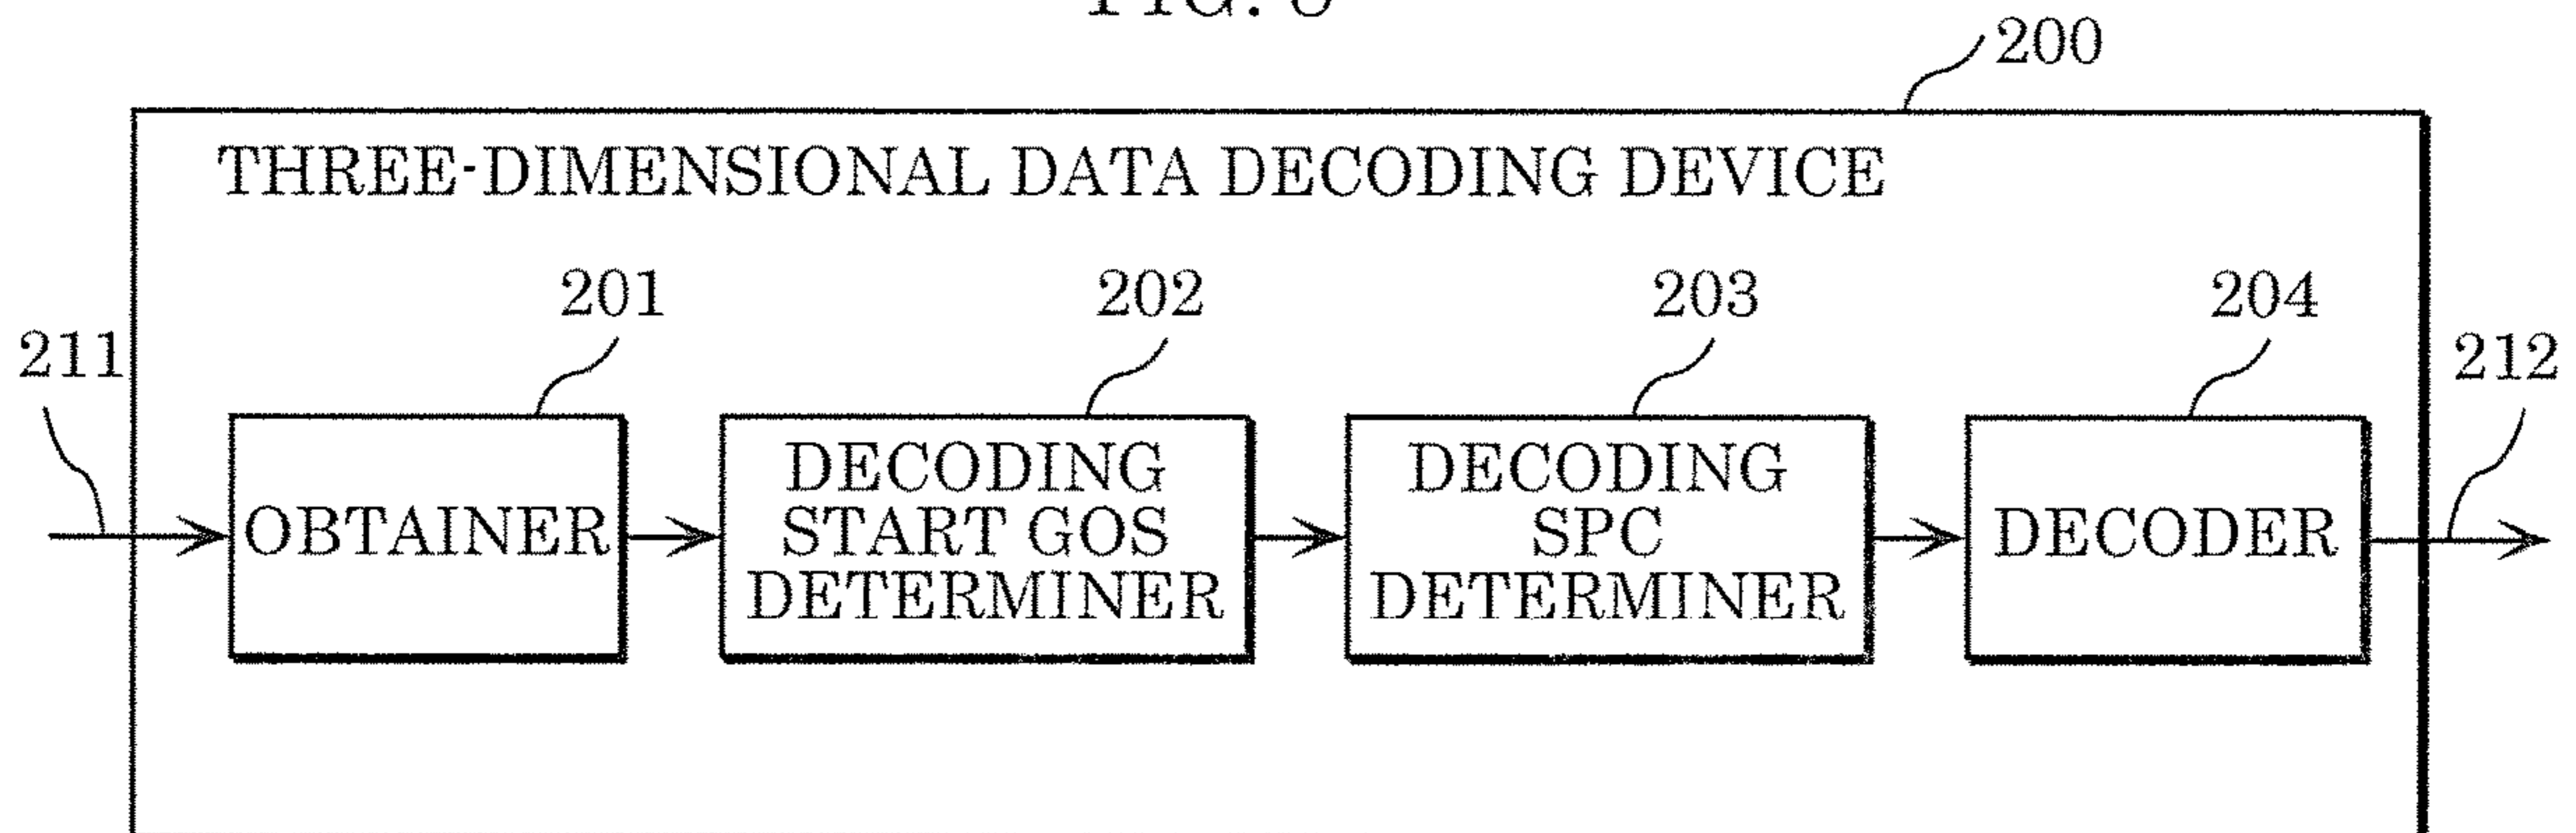 200
THREE-DIMENSIONAL DATA DECODING DEVICE
201
202
203
204
211
212
OBTAINER
DECODING
START GOS
DETERMINER
DECODING
SPC
DETERMINER
DECODER